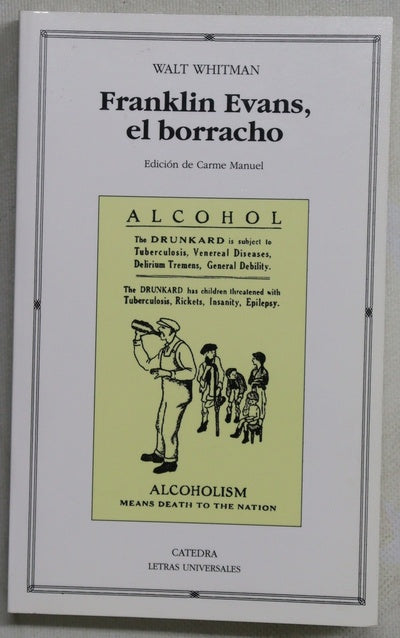 WALT WHITMAN
Franklin Evans,
el borracho
Edición de Carme Manuel
ALCOHOL
The DRUNKARD is subject to
Tuberculosis, Venereal Diseases,
Delirium Tremens, General Debility.
The DRUNKARD has children threatened with
Tuberculosis, Rickets, Insanity, Epilepsy.
ALCOHOLISM
MEANS DEATH TO THE NATION
CATEDRA
LETRAS UNIVERSALES